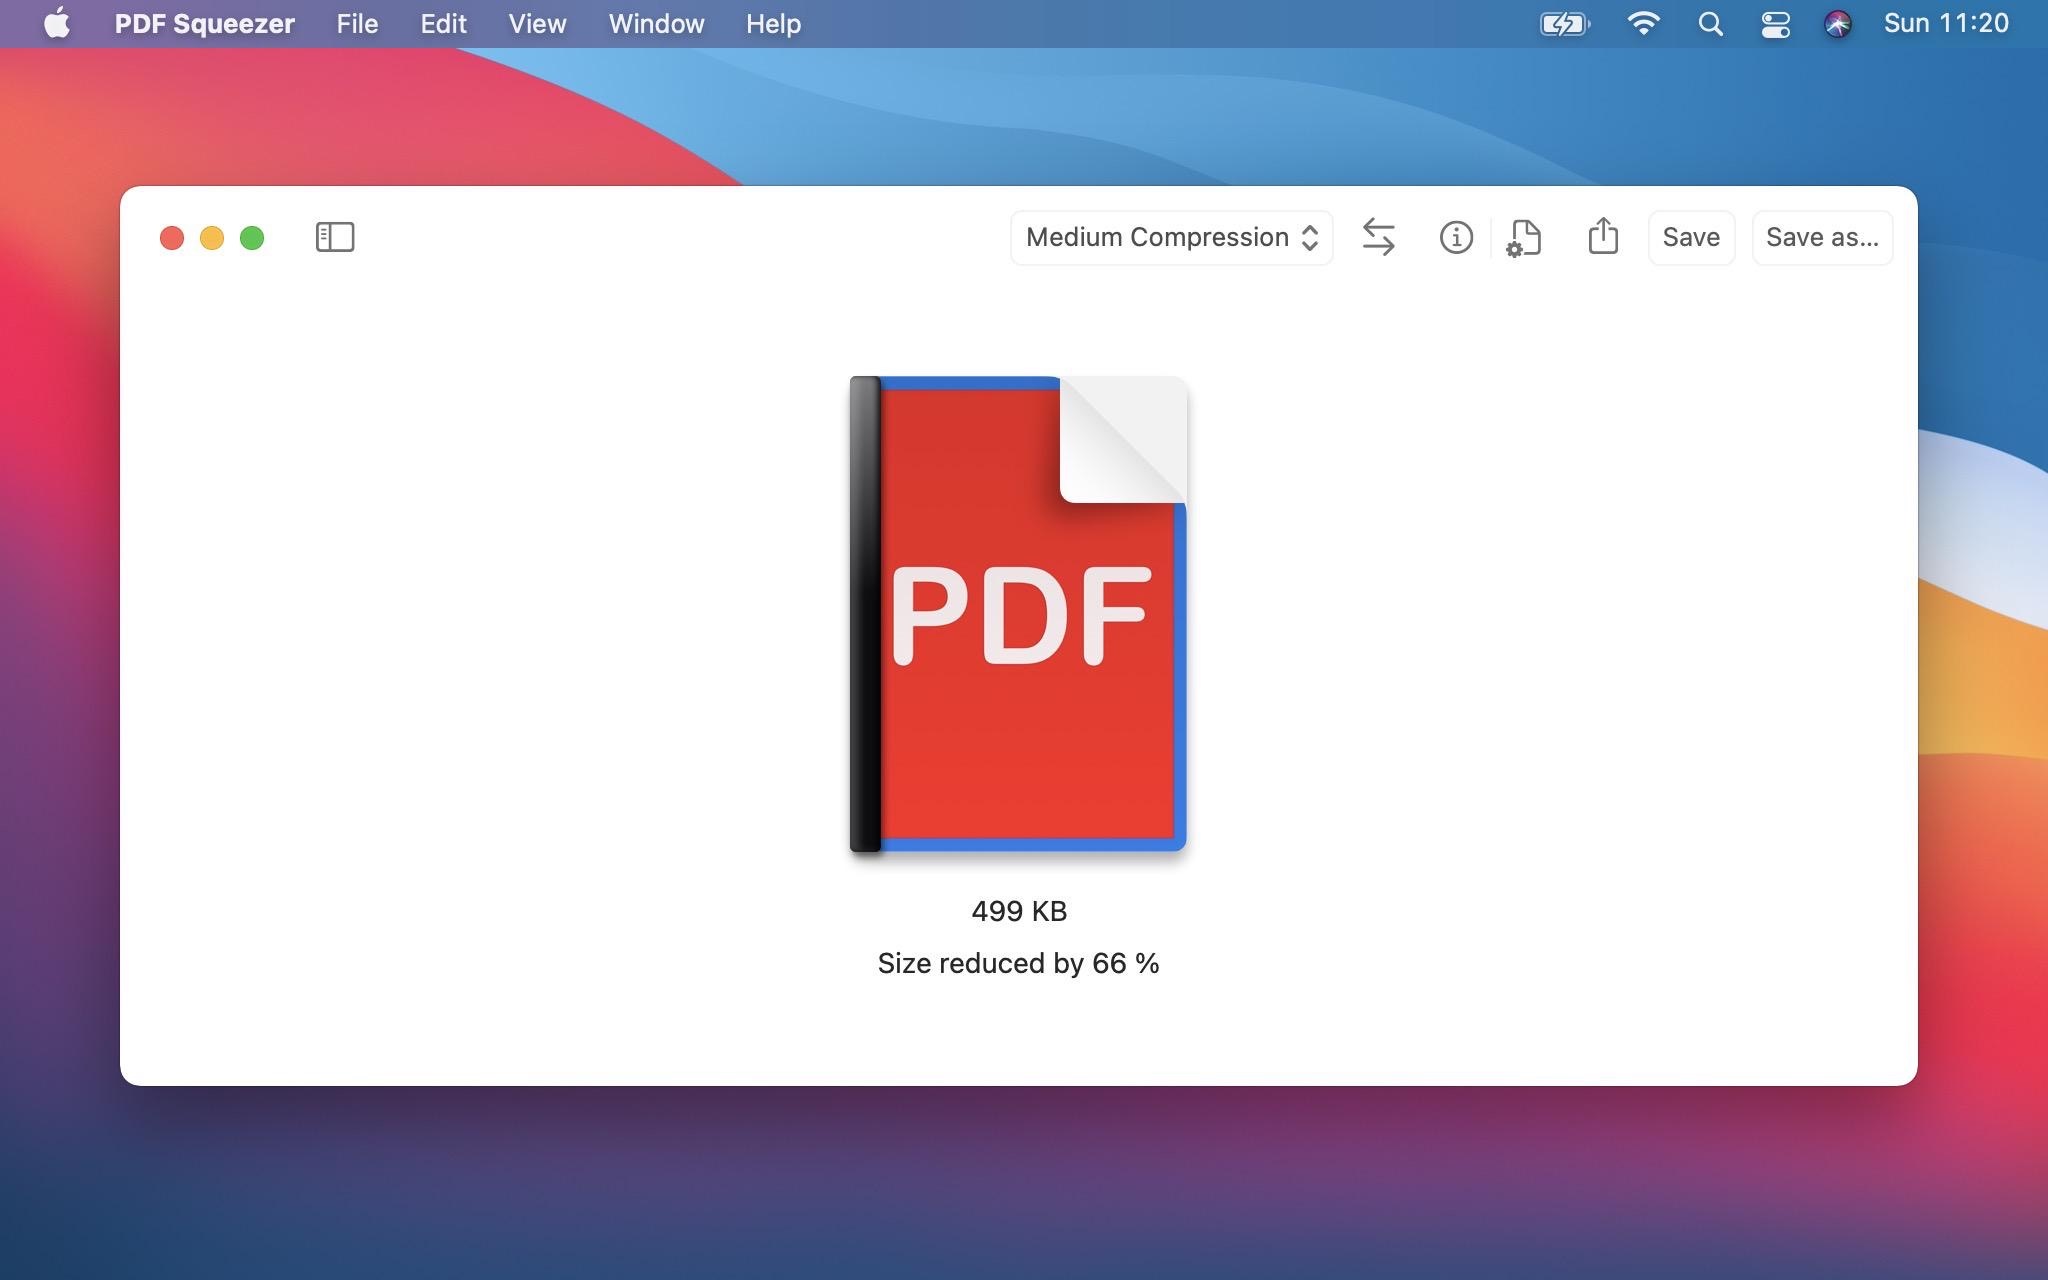 PDF Squeezer File Edit View Window Help Sun 11:20
Medium Compression Save Save as...
PDF
499 KB
Size reduced by 66 %